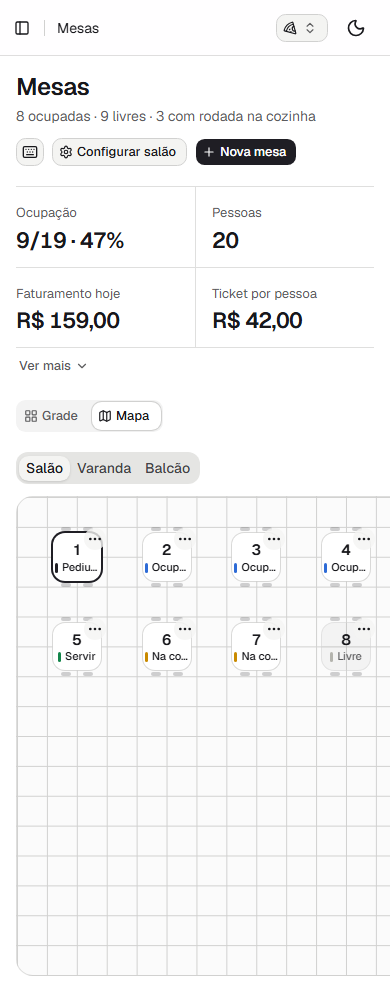 Mesas
Mesas
8 ocupadas · 9 livres · 3 com rodada na cozinha
Configurar salão
+ Nova mesa
Ocupação
Pessoas
9/19 · 47%
20
Faturamento hoje
Ticket por pessoa
R$ 159,00
R$ 42,00
Ver mais
Grade
Mapa
Salão
Varanda
Balcão
1
2
3
4
Pediu...
Ocup...
Ocup...
Ocup...
5
6
7
8
Servir
Na co...
Na co...
Livre